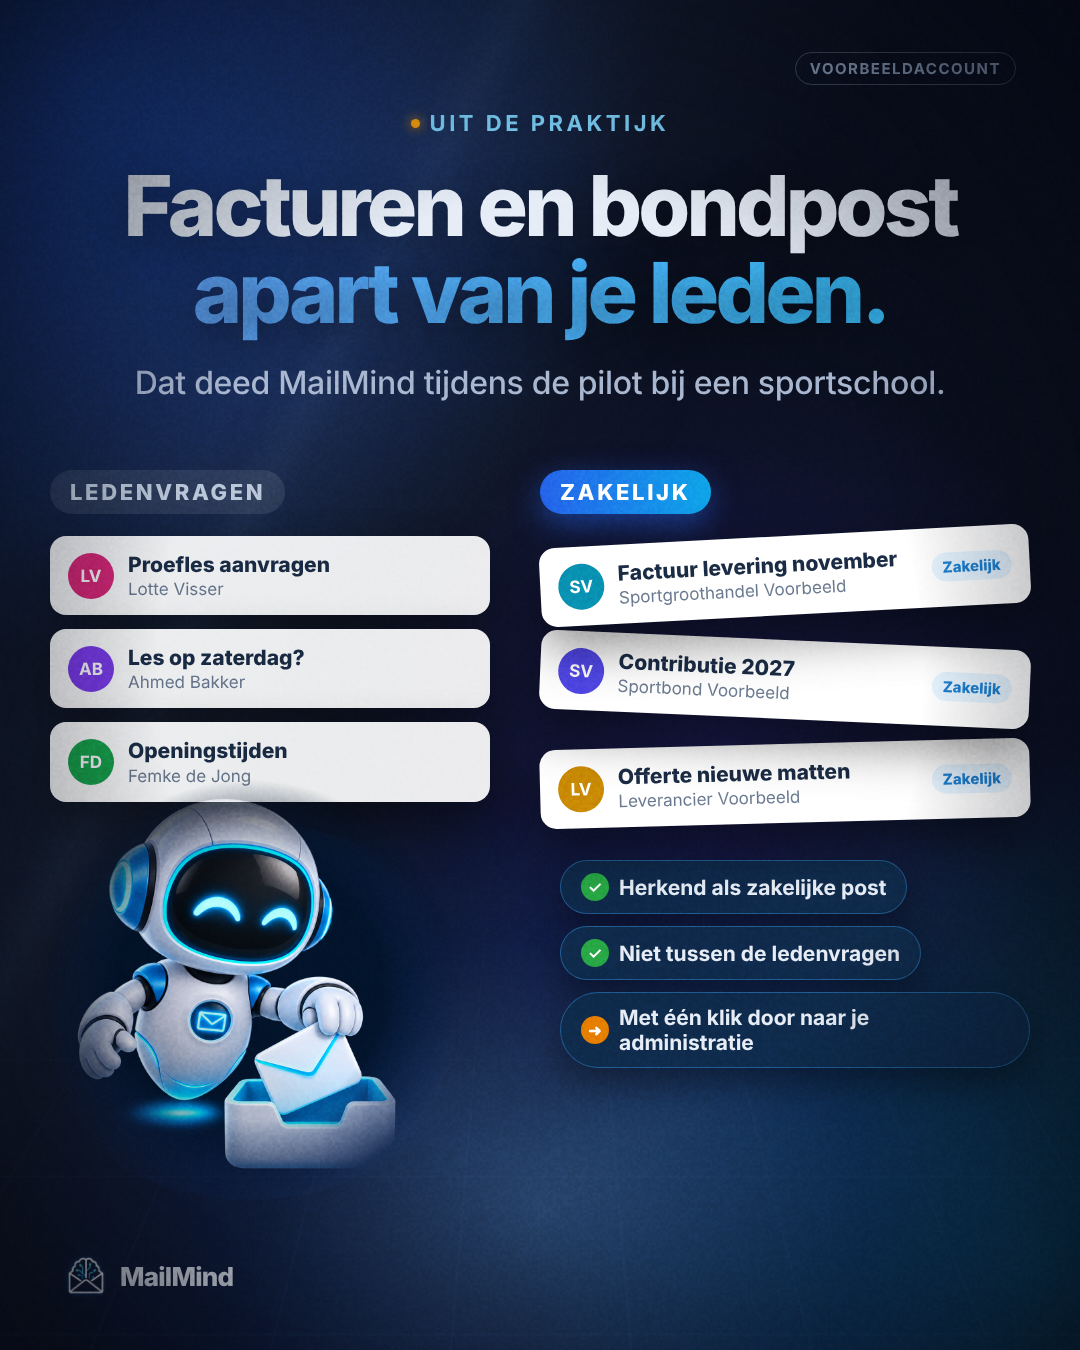 VOORBEELDACCOUNT
UIT DE PRAKTIJK
Facturen en bondpost
apart van je leden.
Dat deed MailMind tijdens de pilot bij een sportschool.
LEDENVRAGEN
LV
Proefles aanvragen
Lotte Visser
AB
Les op zaterdag?
Ahmed Bakker
FD
Openingstijden
Femke de Jong
ZAKELIJK
SV
Factuur levering november
Sportgroothandel Voorbeeld
Zakelijk
SV
Contributie 2027
Sportbond Voorbeeld
Zakelijk
LV
Offerte nieuwe matten
Leverancier Voorbeeld
Zakelijk
Herkend als zakelijke post
Niet tussen de ledenvragen
Met één klik door naar je
administratie
MailMind